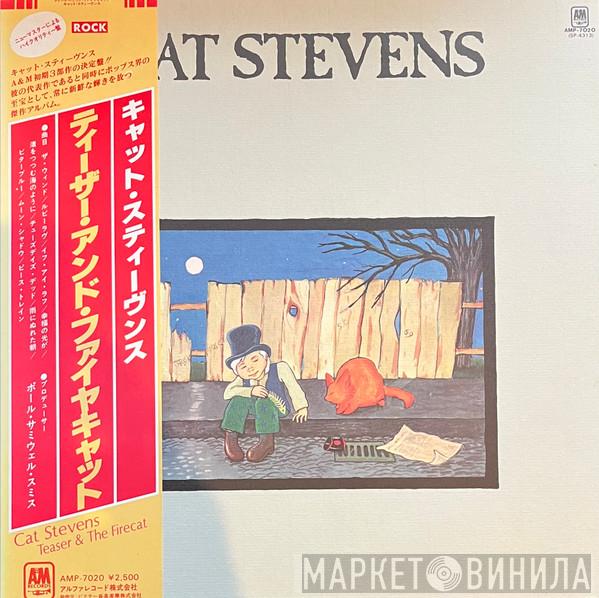 ニューマスターによる
ハイクオリティー盤
ROCK
キャット・スティーヴンス
A&M初期3部作の決定盤!!
彼の代表作であると同時にポップス界の
至宝として、常に新鮮な輝きを放つ
傑作アルバム。
キャット・スティーヴンス
ティーザー・アンド・ファイヤキャット
●曲目 ザ・ウィンド/ルビーラヴ/イフ・アイ・ラフ/幸福の光が/
渚をつつむ海のように/チューズデイズ・デッド/雨にぬれた朝/
ビターブルー/ムーン・シャドウ/ピース・トレイン
●プロデューサー
ポール・サミウェル・スミス
Cat Stevens
Teaser & The Firecat
A&M RECORDS
AMP-7020 ¥2,500
アルファレコード株式会社
AT STEVENS
A&M
AMP-7020
(SP-4313)
МАРКЕТ ВИНИЛА